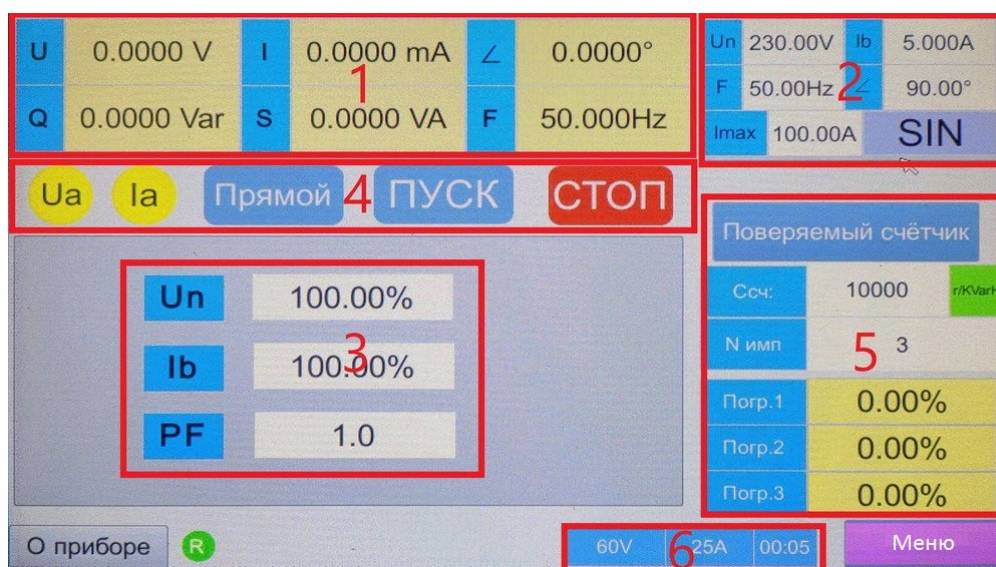 U 0.0000 V I 0.0000 mA ∠ 0.0000°
1
Q 0.0000 Var S 0.0000 VA F 50.000Hz
Un 230.00V Ib 5.000A
F 50.00Hz 2 ∠ 90.00°
Imax 100.00A SIN
Ua Ia Прямой 4 ПУСК СТОП
Un 100.00%
3
Ib 100.00%
PF 1.0
Поверяемый счётчик
Ссч: 10000 r/KVarH
N имп 5 3
Погр.1 0.00%
Погр.2 0.00%
Погр.3 0.00%
О приборе R 60V 6 25A 00:05 Меню